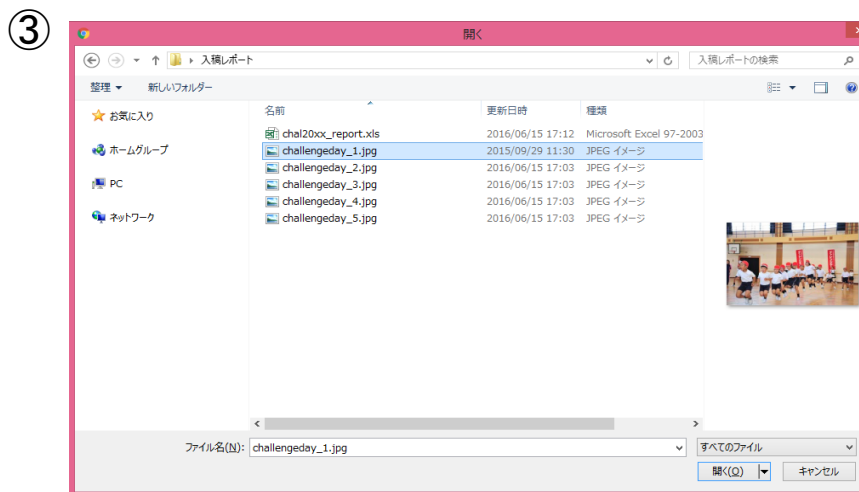 ③
開く
入稿レポート
入稿レポートの検索
整理
新しいフォルダー
お気に入り
ホームグループ
PC
ネットワーク
名前 更新日時 種類
chal20xx_report.xls 2016/06/15 17:12 Microsoft Excel 97-2003
challengeday_1.jpg 2015/09/29 11:30 JPEG イメージ
challengeday_2.jpg 2016/06/15 17:03 JPEG イメージ
challengeday_3.jpg 2016/06/15 17:03 JPEG イメージ
challengeday_4.jpg 2016/06/15 17:03 JPEG イメージ
challengeday_5.jpg 2016/06/15 17:03 JPEG イメージ
ファイル名(N): challengeday_1.jpg すべてのファイル
開く(O) キャンセル